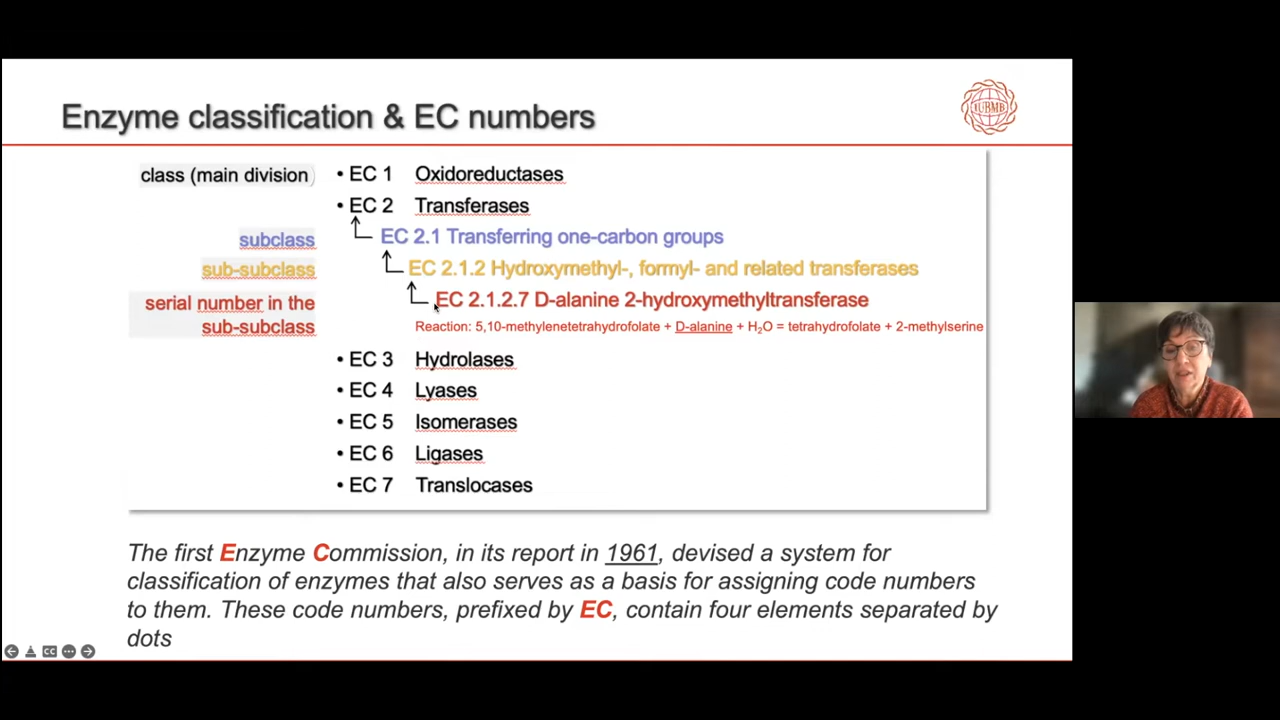 Enzyme classification & EC numbers
IUBMB
class (main division)
• EC 1 Oxidoreductases
• EC 2 Transferases
subclass
EC 2.1 Transferring one-carbon groups
sub-subclass
EC 2.1.2 Hydroxymethyl-, formyl- and related transferases
serial number in the
sub-subclass
EC 2.1.2.7 D-alanine 2-hydroxymethyltransferase
Reaction: 5,10-methylenetetrahydrofolate + D-alanine + H₂O = tetrahydrofolate + 2-methylserine
• EC 3 Hydrolases
• EC 4 Lyases
• EC 5 Isomerases
• EC 6 Ligases
• EC 7 Translocases
The first Enzyme Commission, in its report in 1961, devised a system for
classification of enzymes that also serves as a basis for assigning code numbers
to them. These code numbers, prefixed by EC, contain four elements separated by
dots
CC